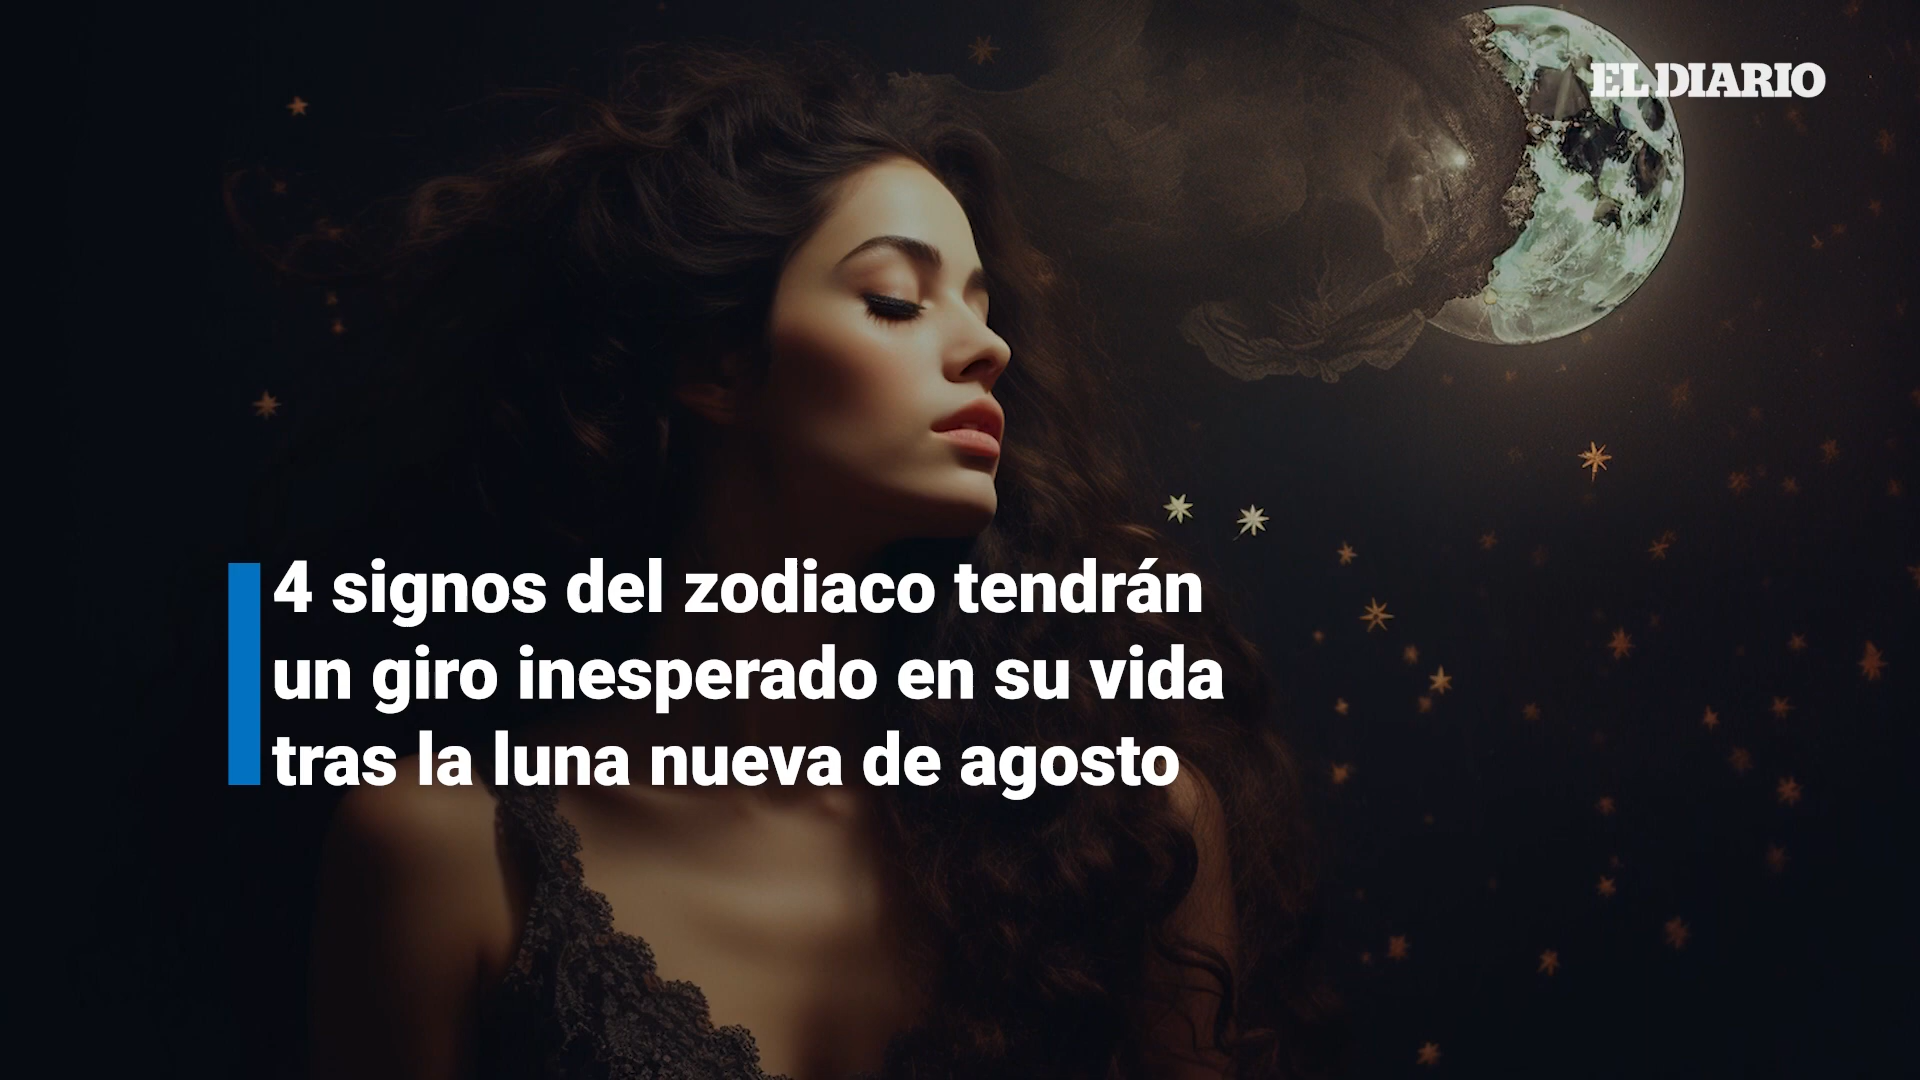 EL DIARIO
4 signos del zodiaco tendrán
un giro inesperado en su vida
tras la luna nueva de agosto